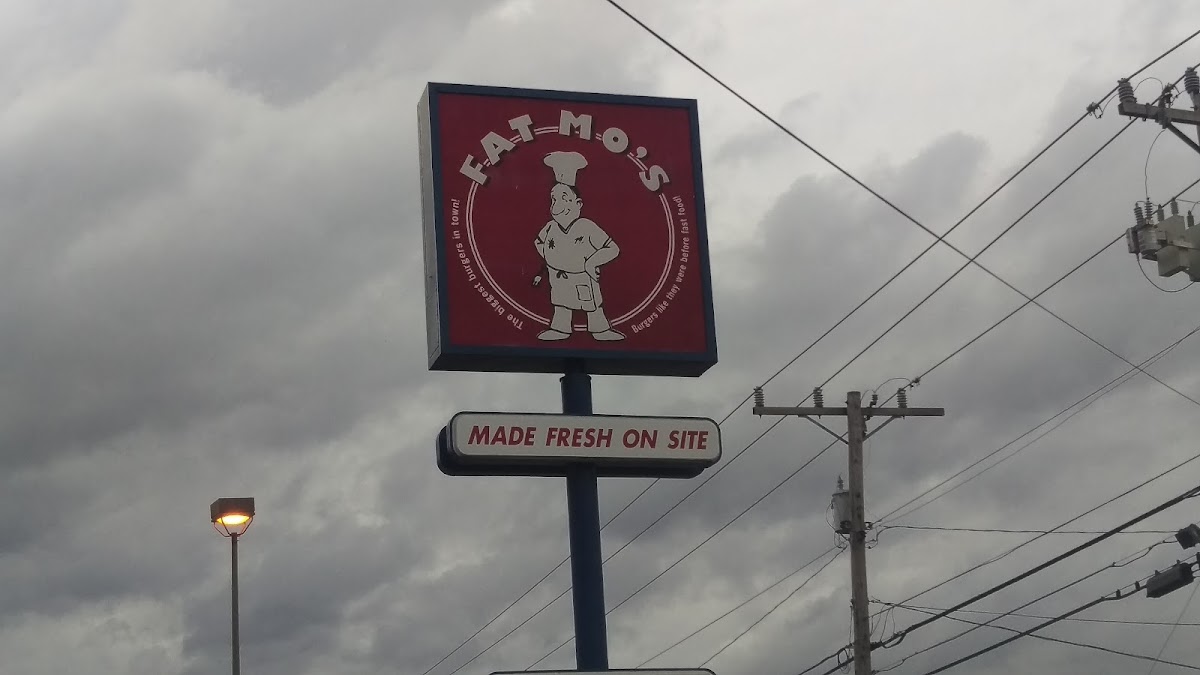 FAT MO'S
The biggest burgers in town!
Burgers like they were before fast food!
MADE FRESH ON SITE